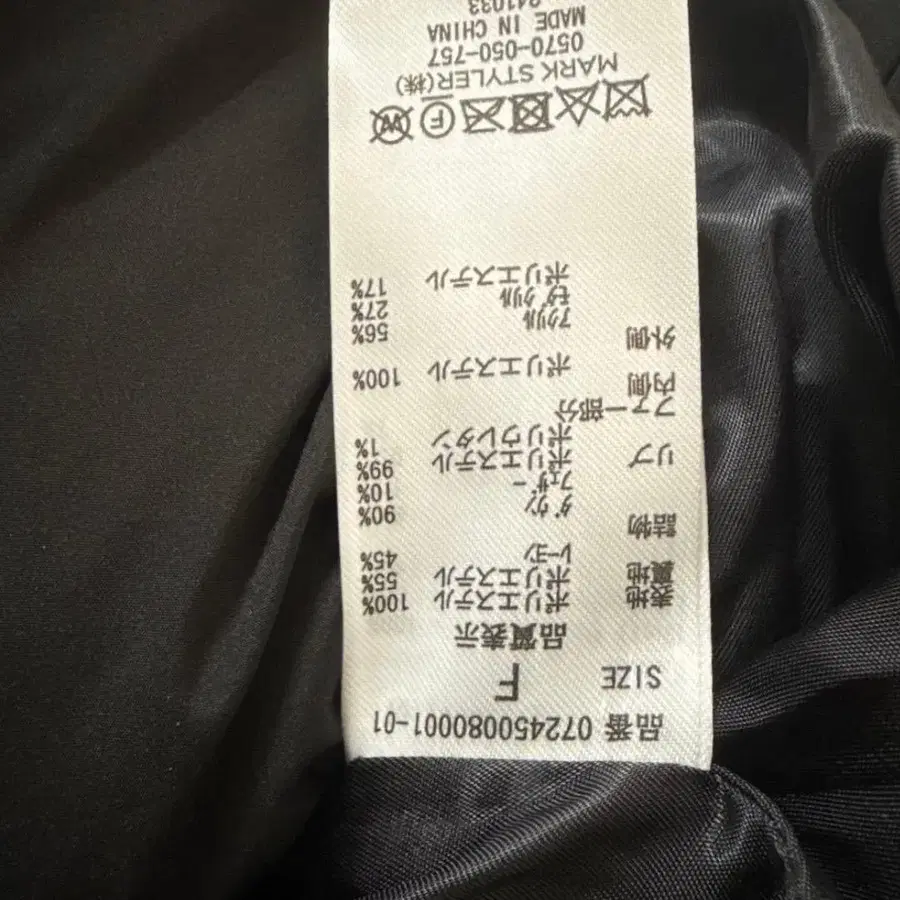 品番 072450080001-01
SIZE F
品質表示
表地 ポリエステル 100%
裏地 ポリエステル 55%
レーヨン 45%
詰物 ダウン 90%
フェザー 10%
リブ ポリエステル 99%
ポリウレタン 1%
ファー部分
内側 ポリエステル 100%
外側 アクリル 56%
モダクリル 27%
ポリエステル 17%
F W
MARK STYLER(株)
0570-050-757
MADE IN CHINA
241033